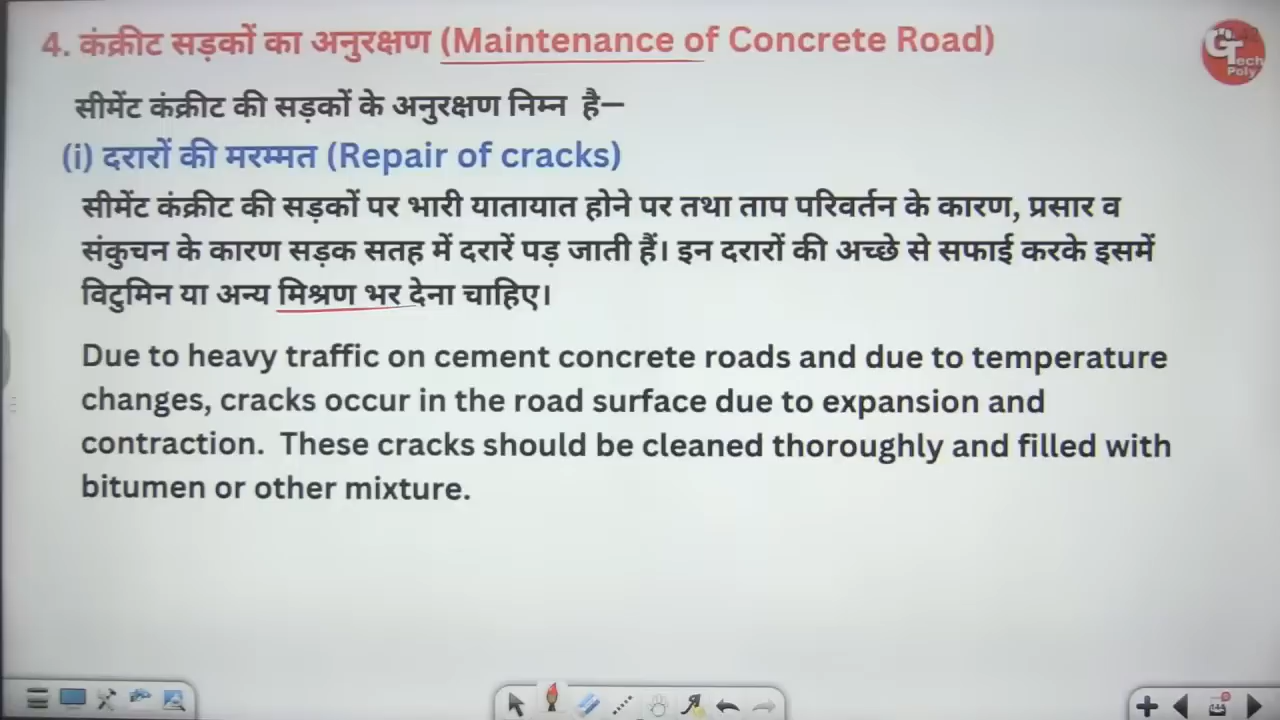 4. कंक्रीट सड़कों का अनुरक्षण (Maintenance of Concrete Road)
GTech
Poly
सीमेंट कंक्रीट की सड़कों के अनुरक्षण निम्न है—
(i) दरारों की मरम्मत (Repair of cracks)
सीमेंट कंक्रीट की सड़कों पर भारी यातायात होने पर तथा ताप परिवर्तन के कारण, प्रसार व
संकुचन के कारण सड़क सतह में दरारें पड़ जाती हैं। इन दरारों की अच्छे से सफाई करके इसमें
विटुमिन या अन्य मिश्रण भर देना चाहिए।
Due to heavy traffic on cement concrete roads and due to temperature
changes, cracks occur in the road surface due to expansion and
contraction. These cracks should be cleaned thoroughly and filled with
bitumen or other mixture.